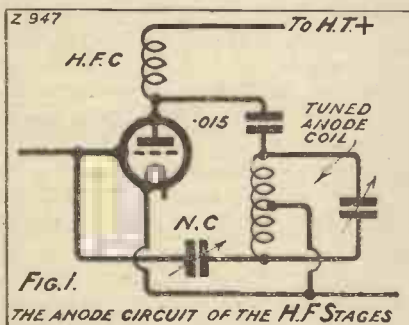 Z 947
To H.T.+
H.F.C
.015
TUNED
ANODE
COIL
N.C
FIG.1.
THE ANODE CIRCUIT OF THE H.F STAGES